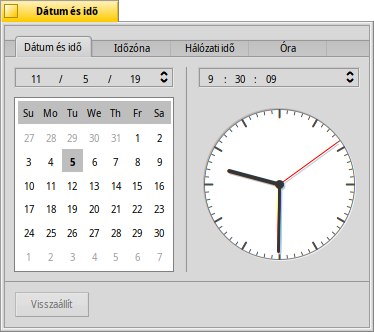 Dátum és idő
Dátum és idő Időzóna Hálózati idő Óra
11 / 5 / 19 9 : 30 : 09
Su Mo Tu We Th Fr Sa
27 28 29 30 31 1 2
3 4 5 6 7 8 9
10 11 12 13 14 15 16
17 18 19 20 21 22 23
24 25 26 27 28 29 30
1 2 3 4 5 6 7
Visszaállít